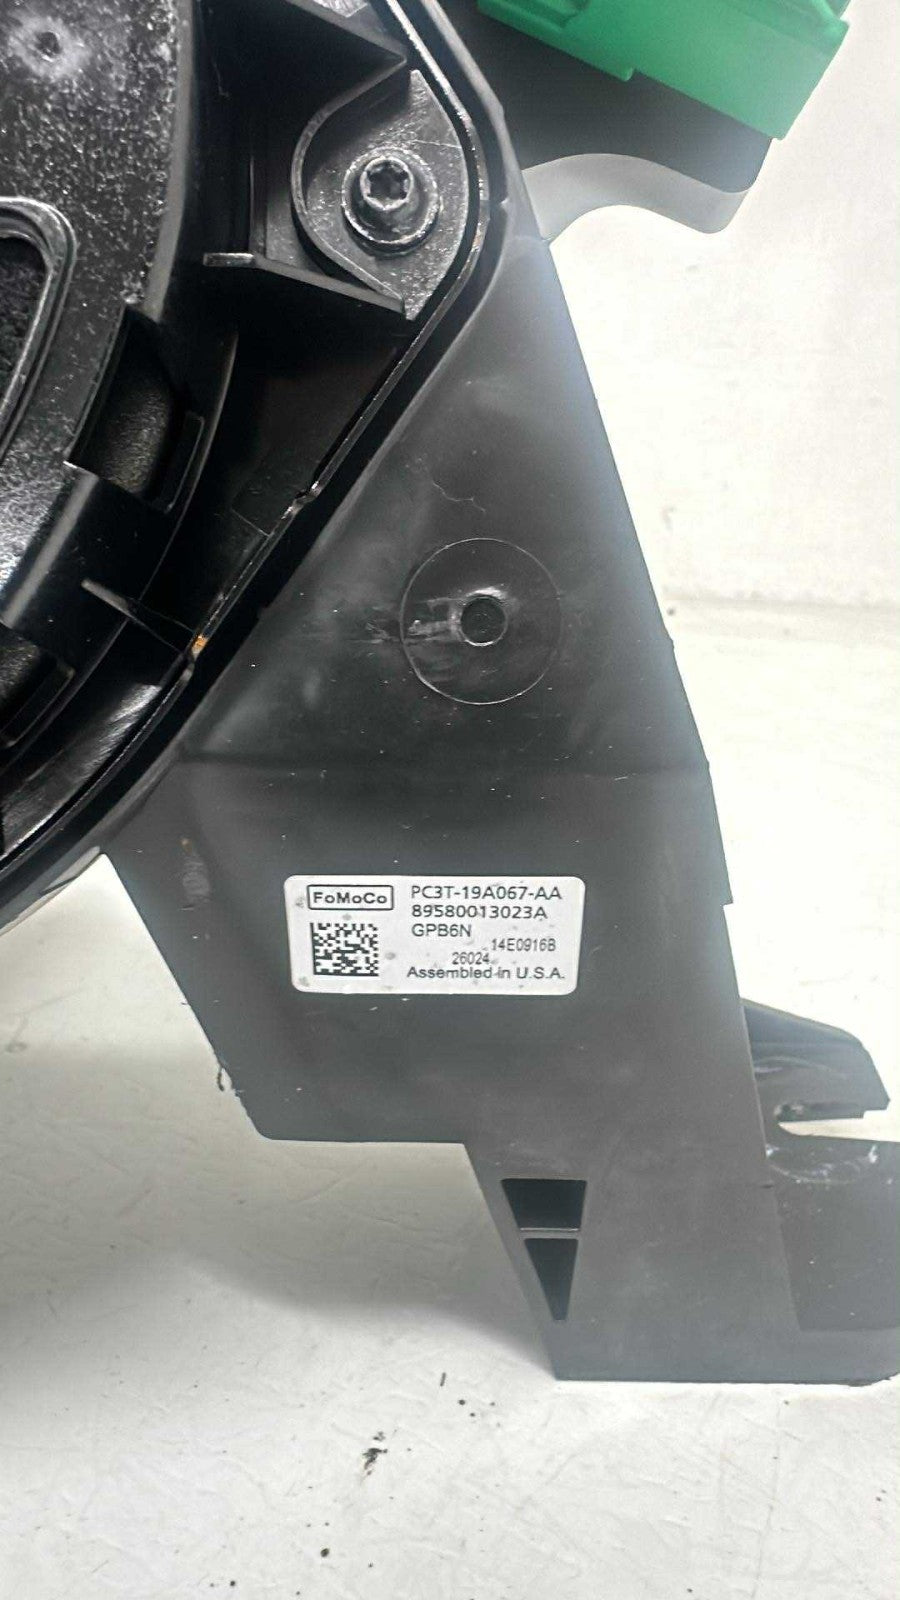 FoMoCo PC3T-19A067-AA
89580013023A
GPB6N
14E0916B
26024
Assembled in U.S.A.